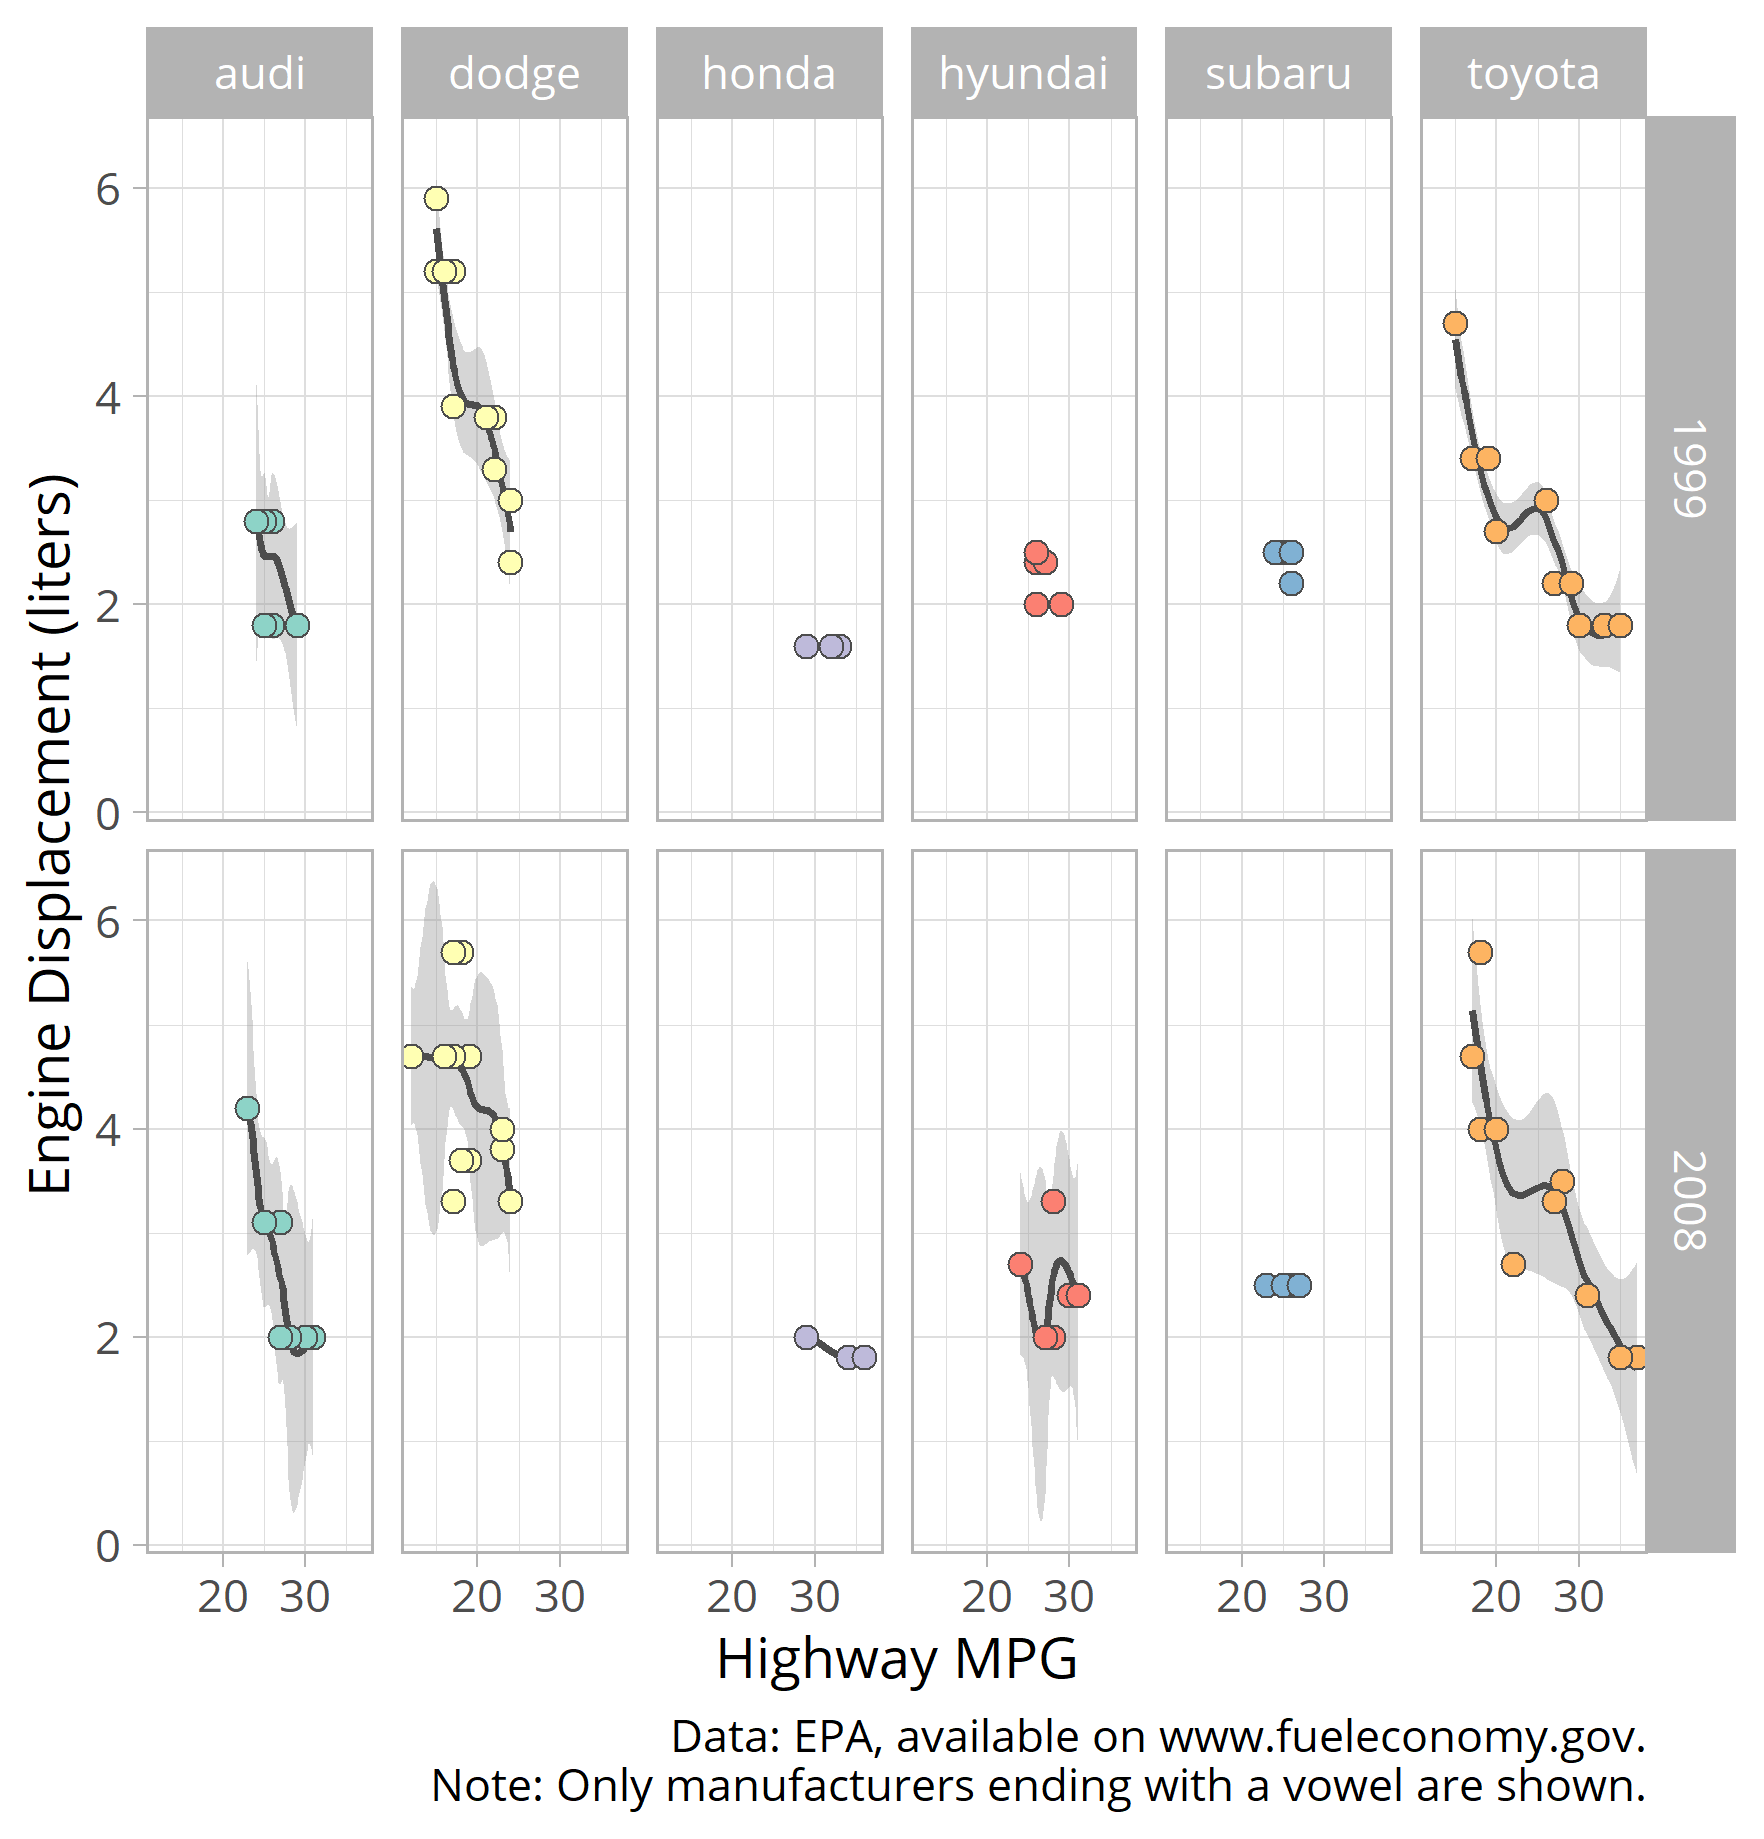 audi dodge honda hyundai subaru toyota
6
4
2
0
1999
6
4
2
0
2008
Engine Displacement (liters)
20 30 20 30 20 30 20 30 20 30 20 30
Highway MPG
Data: EPA, available on www.fueleconomy.gov.
Note: Only manufacturers ending with a vowel are shown.